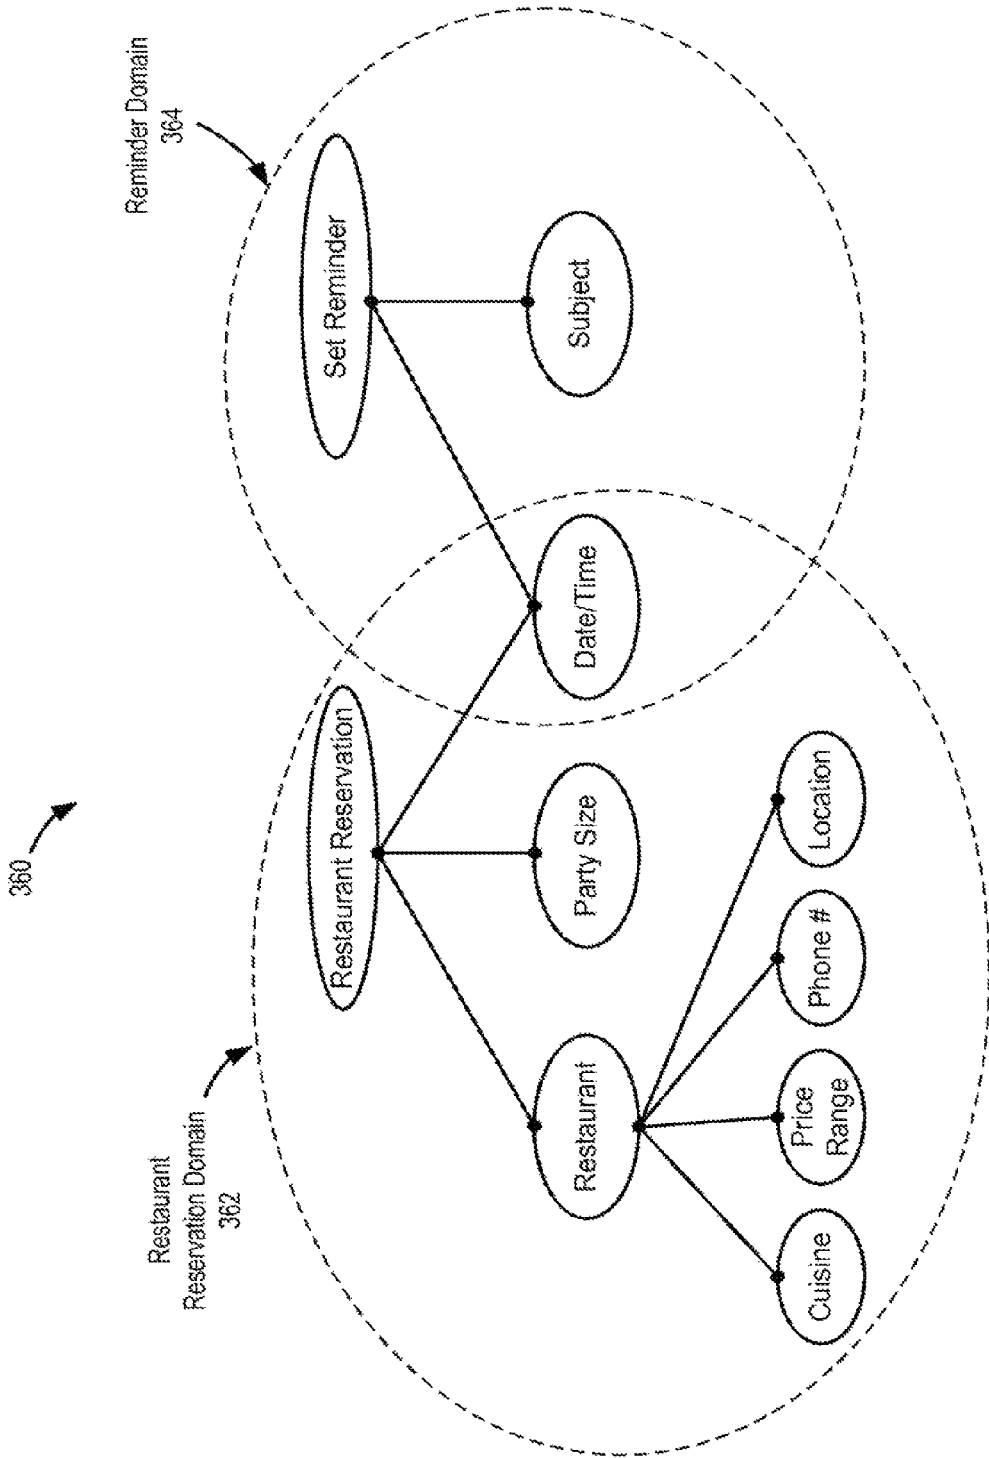 360
Restaurant
Reservation Domain
362
Reminder Domain
364
Restaurant Reservation
Set Reminder
Restaurant
Party Size
Date/Time
Subject
Cuisine
Price
Range
Phone #
Location